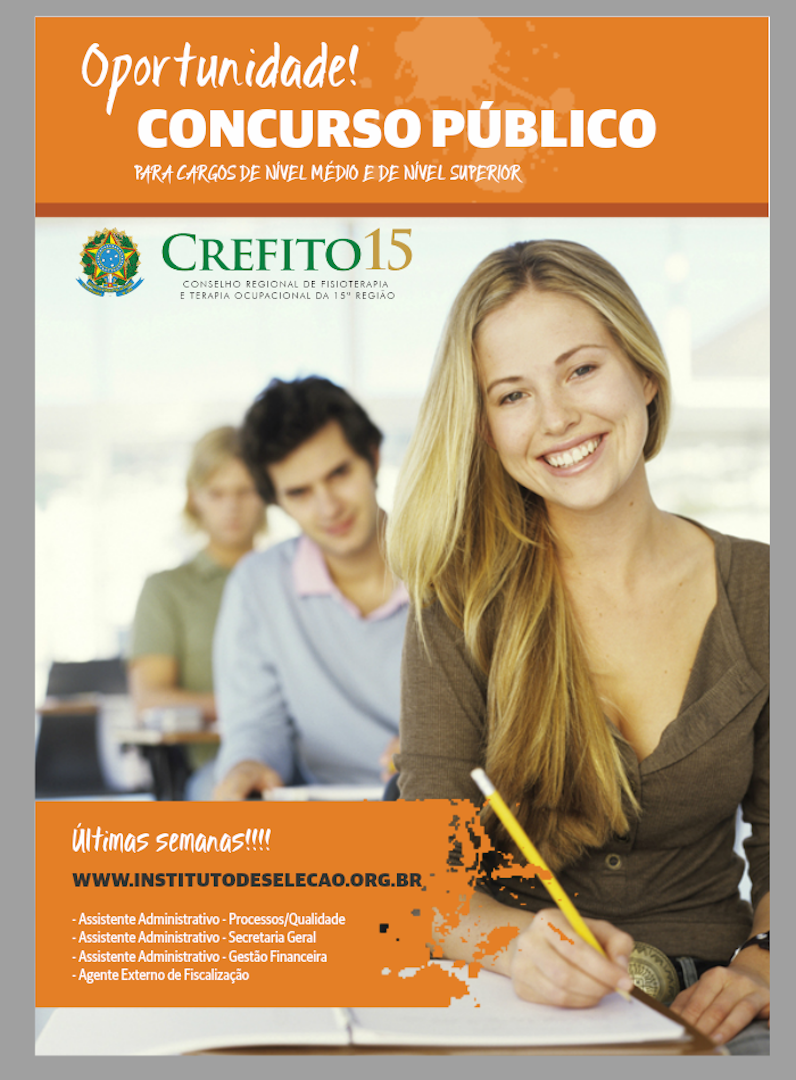 Oportunidade!
CONCURSO PÚBLICO
PARA CARGOS DE NÍVEL MÉDIO E DE NÍVEL SUPERIOR
CREFITO15
CONSELHO REGIONAL DE FISIOTERAPIA
E TERAPIA OCUPACIONAL DA 15ª REGIÃO
Últimas semanas!!!!
WWW.INSTITUTODESELECAO.ORG.BR
- Assistente Administrativo - Processos/Qualidade
- Assistente Administrativo - Secretaria Geral
- Assistente Administrativo - Gestão Financeira
- Agente Externo de Fiscalização